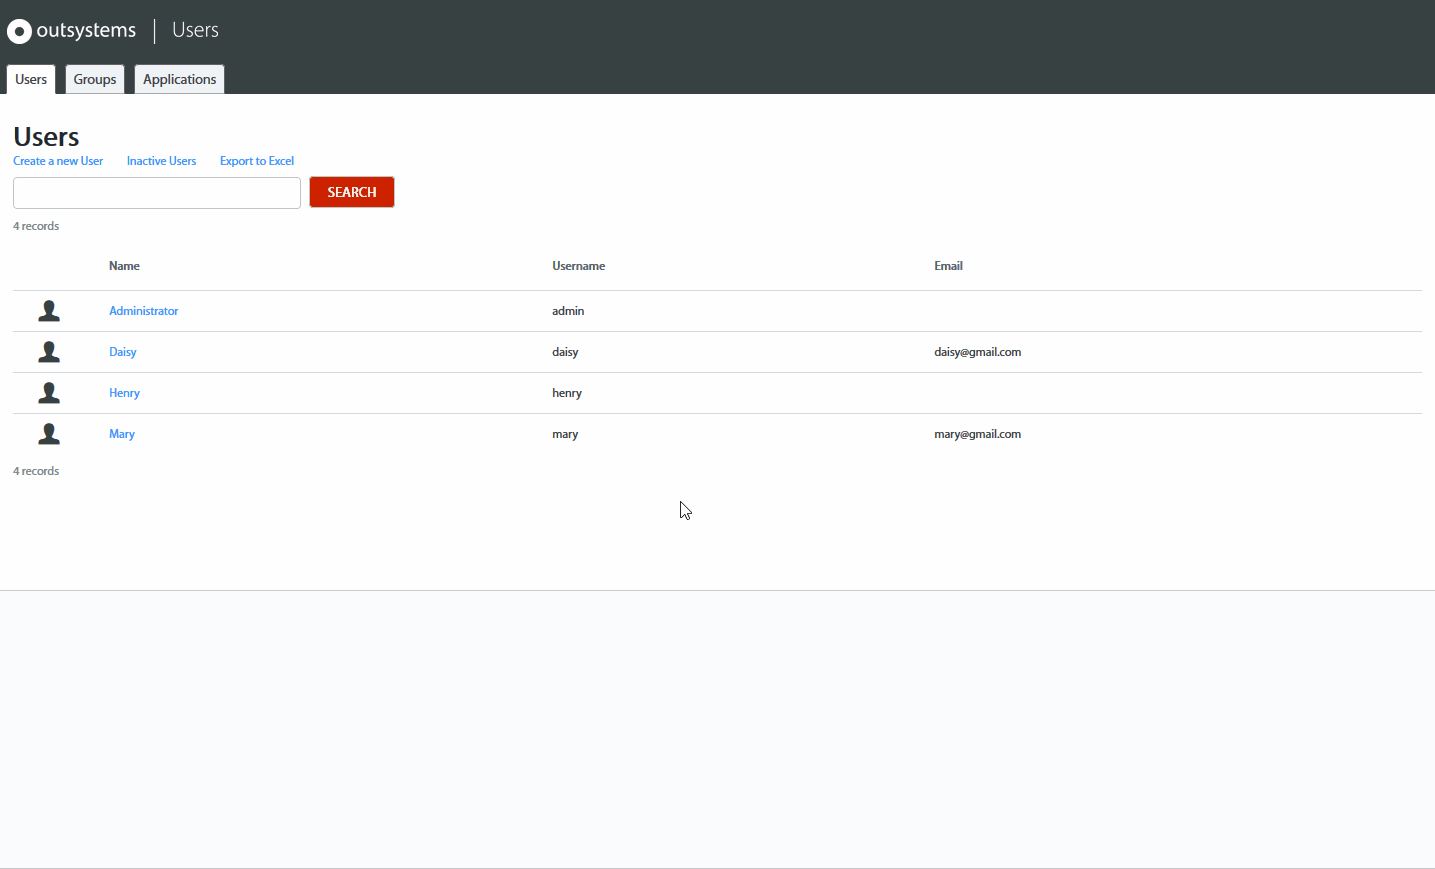 outsystems | Users
Users Groups Applications
Users
Create a new User Inactive Users Export to Excel
SEARCH
4 records
Name Username Email
Administrator admin
Daisy daisy daisy@gmail.com
Henry henry
Mary mary mary@gmail.com
4 records